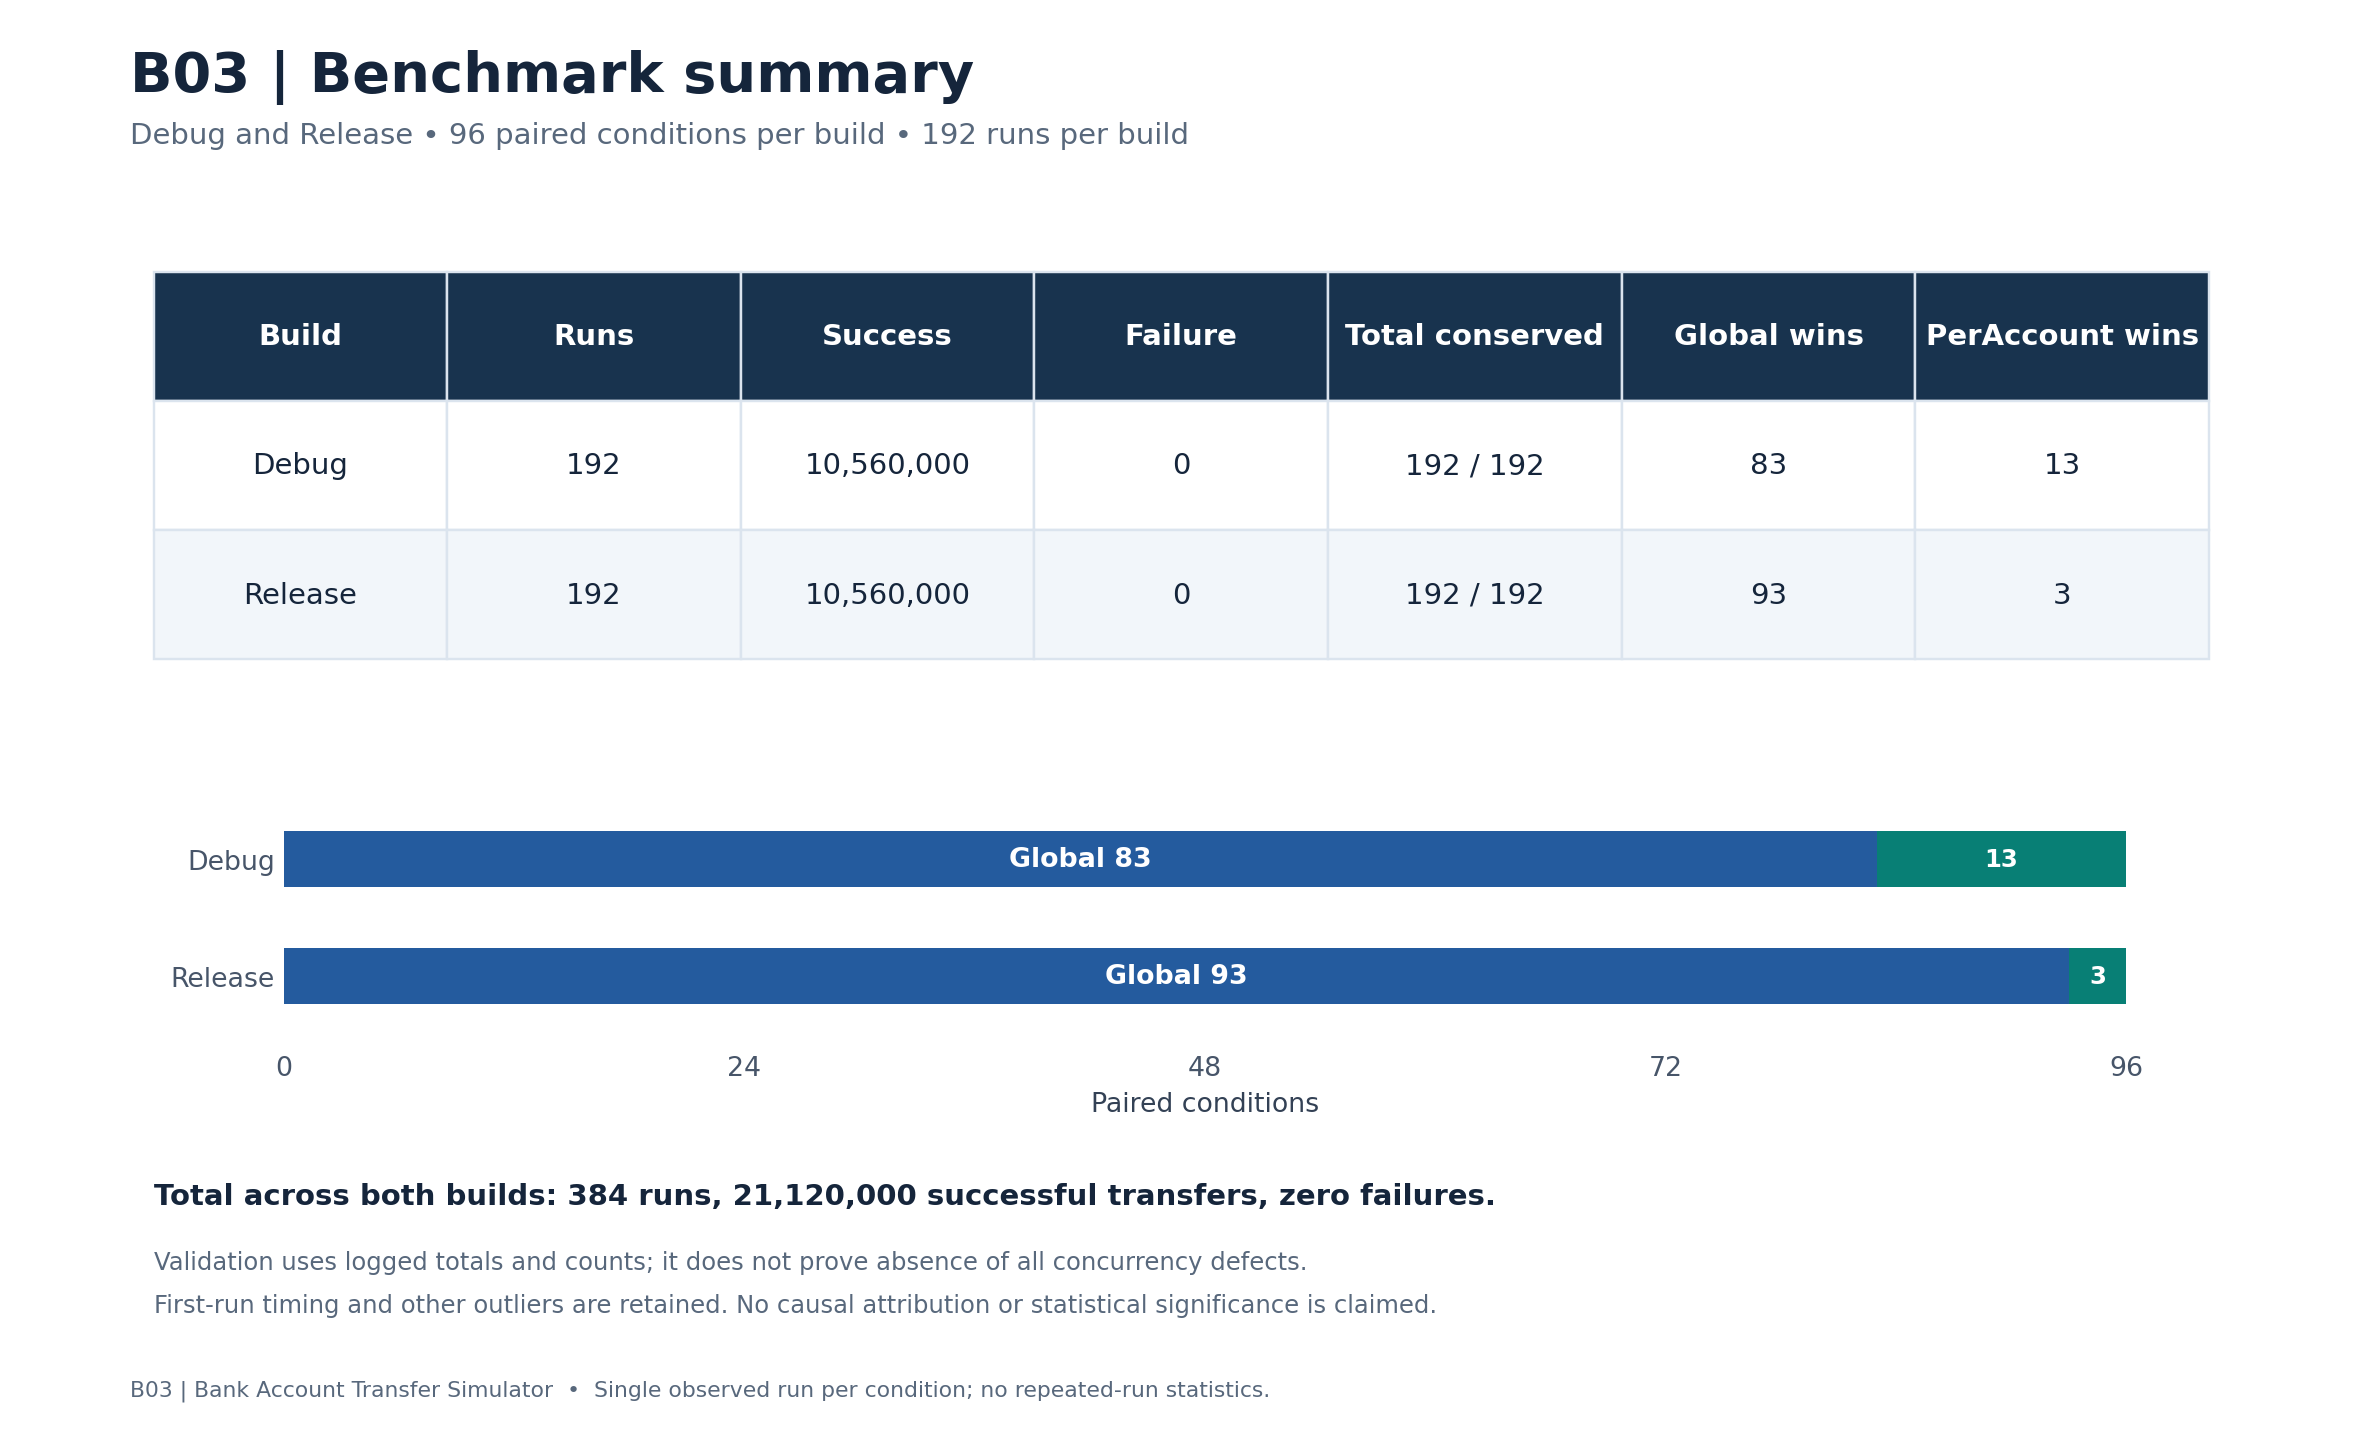 B03 | Benchmark summary
Debug and Release • 96 paired conditions per build • 192 runs per build
Build Runs Success Failure Total conserved Global wins PerAccount wins
Debug 192 10,560,000 0 192 / 192 83 13
Release 192 10,560,000 0 192 / 192 93 3
Debug Global 83 13
Release Global 93 3
0 24 48 72 96
Paired conditions
Total across both builds: 384 runs, 21,120,000 successful transfers, zero failures.
Validation uses logged totals and counts; it does not prove absence of all concurrency defects.
First-run timing and other outliers are retained. No causal attribution or statistical significance is claimed.
B03 | Bank Account Transfer Simulator • Single observed run per condition; no repeated-run statistics.